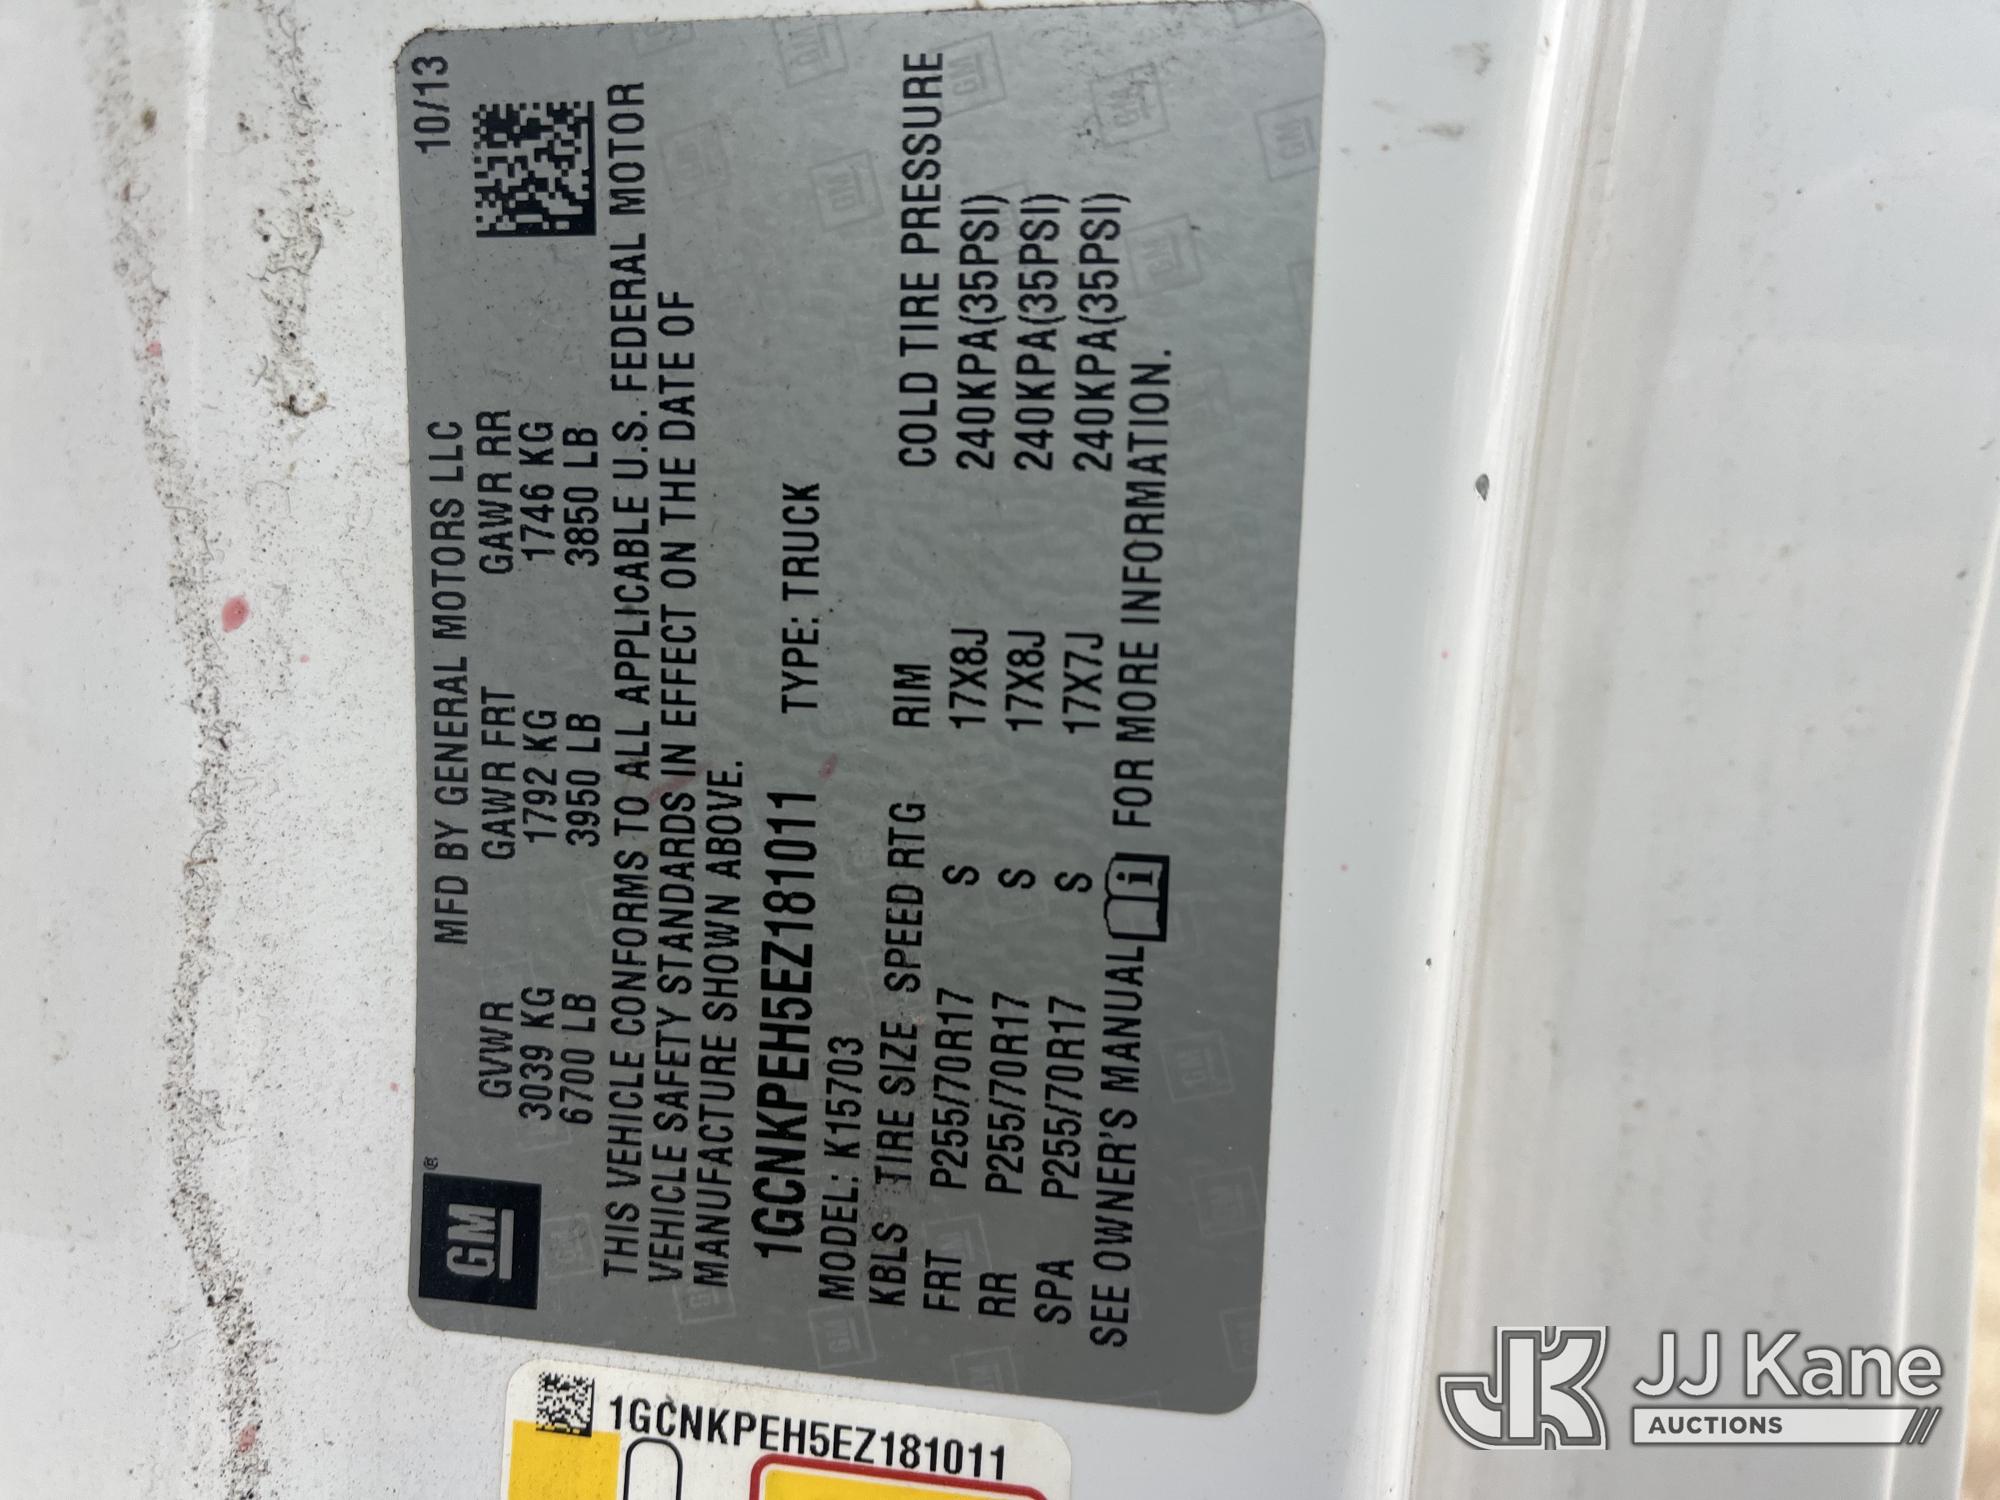 GM®
MFD BY GENERAL MOTORS LLC 10/13
GVWR GAWR FRT GAWR RR
3039 KG 1792 KG 1746 KG
6700 LB 3950 LB 3850 LB
THIS VEHICLE CONFORMS TO ALL APPLICABLE U.S. FEDERAL MOTOR
VEHICLE SAFETY STANDARDS IN EFFECT ON THE DATE OF
MANUFACTURE SHOWN ABOVE.
1GCNKPEH5EZ181011 TYPE: TRUCK
MODEL: K15703
KBLS TIRE SIZE SPEED RTG RIM COLD TIRE PRESSURE
FRT P255/70R17 S 17X8J 240KPA(35PSI)
RR P255/70R17 S 17X8J 240KPA(35PSI)
SPA P255/70R17 S 17X7J 240KPA(35PSI)
SEE OWNER'S MANUAL i FOR MORE INFORMATION.
1GCNKPEH5EZ181011
JK JJ Kane
AUCTIONS